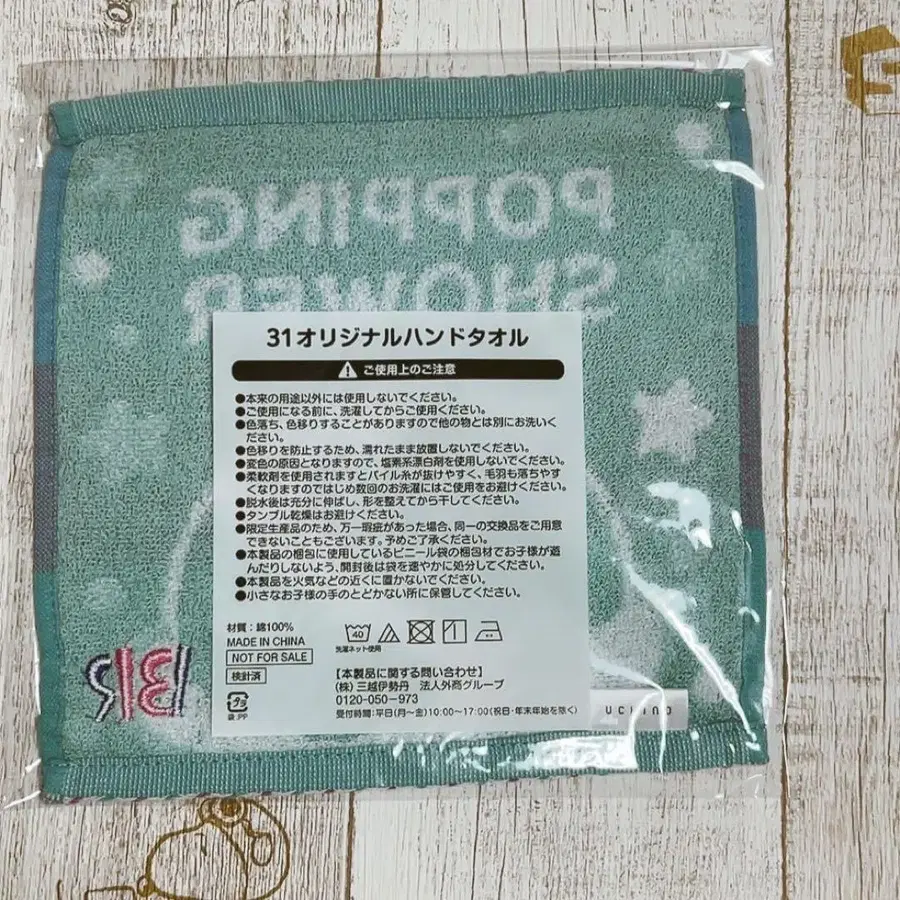 POPPING
SHOWER
31オリジナルハンドタオル
ご使用上のご注意
●本来の用途以外には使用しないでください。
●ご使用になる前に、洗濯してからご使用ください。
●色落ち、色移りすることがありますので他の物とは別にお洗いく
ださい。
●色移りを防止するため、濡れたまま放置しないでください。
●変色の原因となりますので、塩素系漂白剤を使用しないでください。
●柔軟剤を使用されますとパイル糸が抜けやすく、毛羽も落ちやす
くなりますのではじめ数回のお洗濯にはご使用をお避けください。
●脱水後は充分に伸ばし、形を整えてから干してください。
●タンブル乾燥はお避けください。
●限定生産品のため、万一瑕疵があった場合、同一の交換品をご用意
できないこともございます。予めご了承ください。
●本製品の梱包に使用しているビニール袋の梱包材でお子様が遊
んだりしないよう、開封後は袋を速やかに処分してください。
●本製品を火気などの近くに置かないでください。
●小さなお子様の手のとどかない所に保管してください。
材質：綿100%
MADE IN CHINA
NOT FOR SALE
検針済
プラ
袋:PP
40
洗濯ネット使用
【本製品に関する問い合わせ】
(株) 三越伊勢丹 法人外商グループ
0120-050-973
受付時間:平日(月〜金)10:00〜17:00(祝日・年末年始を除く)
BR
UCHINO